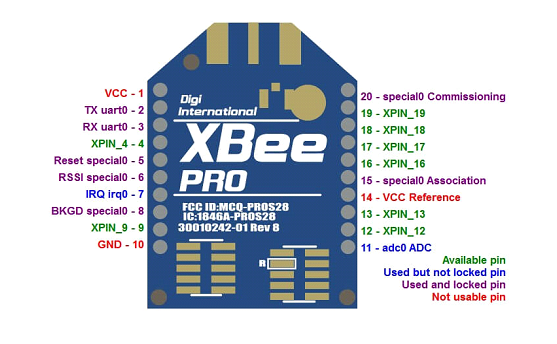 VCC - 1
TX uart0 - 2
RX uart0 - 3
XPIN_4 - 4
Reset special0 - 5
RSSI special0 - 6
IRQ irq0 - 7
BKGD special0 - 8
XPIN_9 - 9
GND - 10
Digi
International
XBee
PRO
FCC ID:MCQ-PROS28
IC:1846A-PROS28
30010242-01 Rev 8
R
20 - special0 Commissioning
19 - XPIN_19
18 - XPIN_18
17 - XPIN_17
16 - XPIN_16
15 - special0 Association
14 - VCC Reference
13 - XPIN_13
12 - XPIN_12
11 - adc0 ADC
Available pin
Used but not locked pin
Used and locked pin
Not usable pin